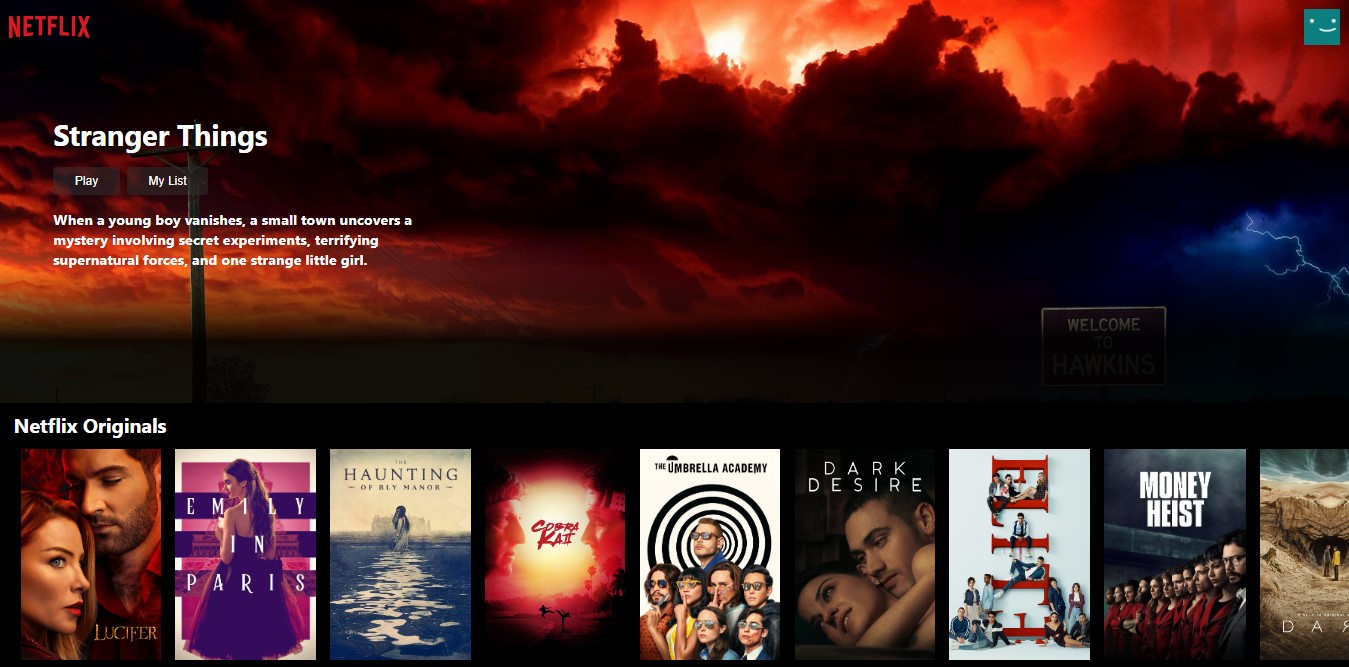 NETFLIX
Stranger Things
Play
My List
When a young boy vanishes, a small town uncovers a
mystery involving secret experiments, terrifying
supernatural forces, and one strange little girl.
WELCOME
TO
HAWKINS
Netflix Originals
LUCIFER
EMILY
IN
PARIS
THE
HAUNTING
OF BLY MANOR
COBRA
KAI
THE UMBRELLA ACADEMY
DARK
DESIRE
ELITE
MONEY
HEIST
A NETFLIX ORIGINAL
DAR